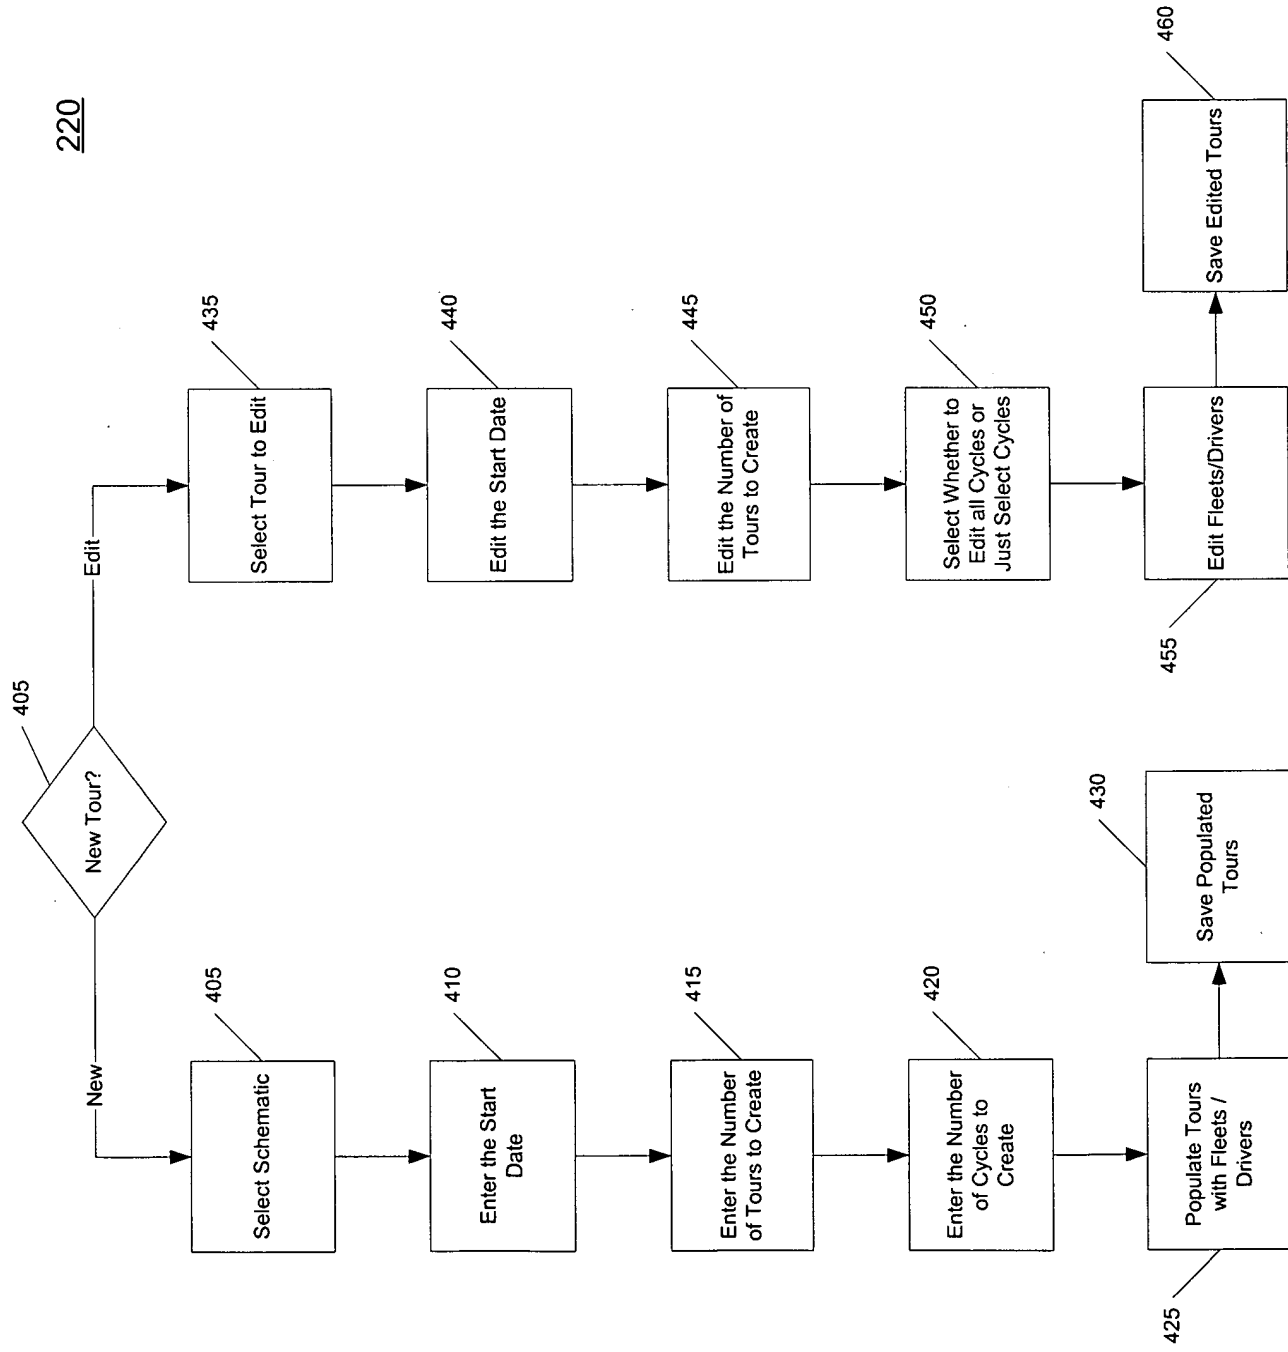 220
405
New Tour?
New
Edit
405
Select Schematic
410
Enter the Start
Date
415
Enter the Number
of Tours to Create
420
Enter the Number
of Cycles to
Create
425
Populate Tours
with Fleets /
Drivers
430
Save Populated
Tours
435
Select Tour to Edit
440
Edit the Start Date
445
Edit the Number of
Tours to Create
450
Select Whether to
Edit all Cycles or
Just Select Cycles
455
Edit Fleets/Drivers
460
Save Edited Tours